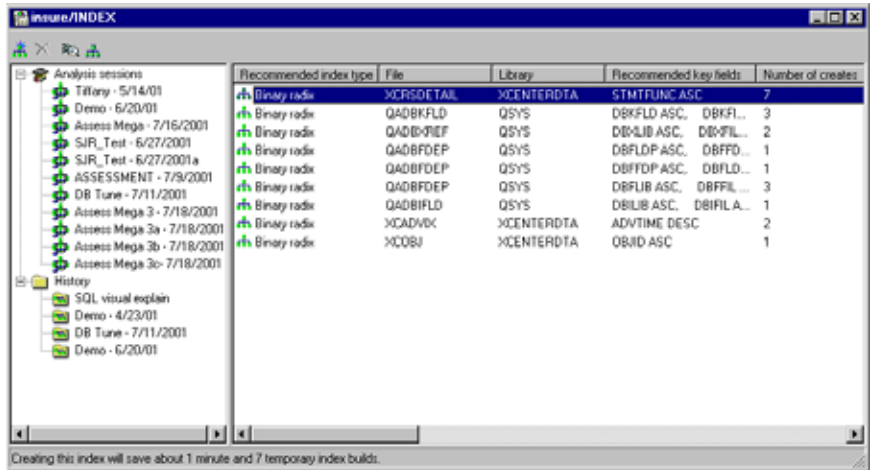 insure/INDEX
Analysis sessions
Tiffany - 5/14/01
Demo - 6/20/01
Assess Mega - 7/16/2001
SJR_Test - 6/27/2001
SJR_Test - 6/27/2001a
ASSESSMENT - 7/9/2001
DB Tune - 7/11/2001
Assess Mega 3 - 7/18/2001
Assess Mega 3a - 7/18/2001
Assess Mega 3b - 7/18/2001
Assess Mega 3c- 7/18/2001
History
SQL visual explain
Demo - 4/23/01
DB Tune - 7/11/2001
Demo - 6/20/01
Recommended index type File Library Recommended key fields Number of creates
Binary radix XCRSDETAIL XCENTERDTA STMTFUNC ASC 7
Binary radix QADBKFLD QSYS DBKFLD ASC, DBKFI... 3
Binary radix QADBXREF QSYS DBXLIB ASC, DBXFIL... 2
Binary radix QADBFDEP QSYS DBFLDP ASC, DBFFD... 1
Binary radix QADBFDEP QSYS DBFFDP ASC, DBFLD... 1
Binary radix QADBFDEP QSYS DBFLIB ASC, DBFFIL ... 3
Binary radix QADBIFLD QSYS DBILIB ASC, DBIFIL A... 1
Binary radix XCADVIX XCENTERDTA ADVTIME DESC 2
Binary radix XCOBJ XCENTERDTA OBJID ASC 1
Creating this index will save about 1 minute and 7 temporary index builds.